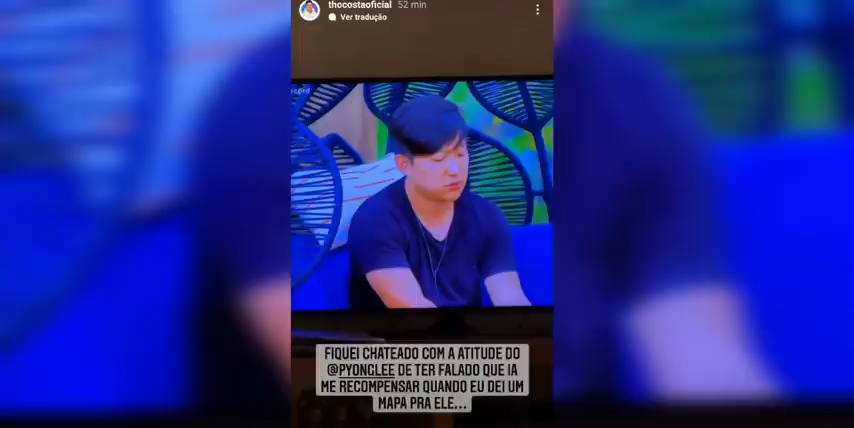 thocostaoficial 52 min
Ver tradução
cord
FIQUEI CHATEADO COM A ATITUDE DO
@PYONGLEE DE TER FALADO QUE IA
ME RECOMPENSAR QUANDO EU DEI UM
MAPA PRA ELE...